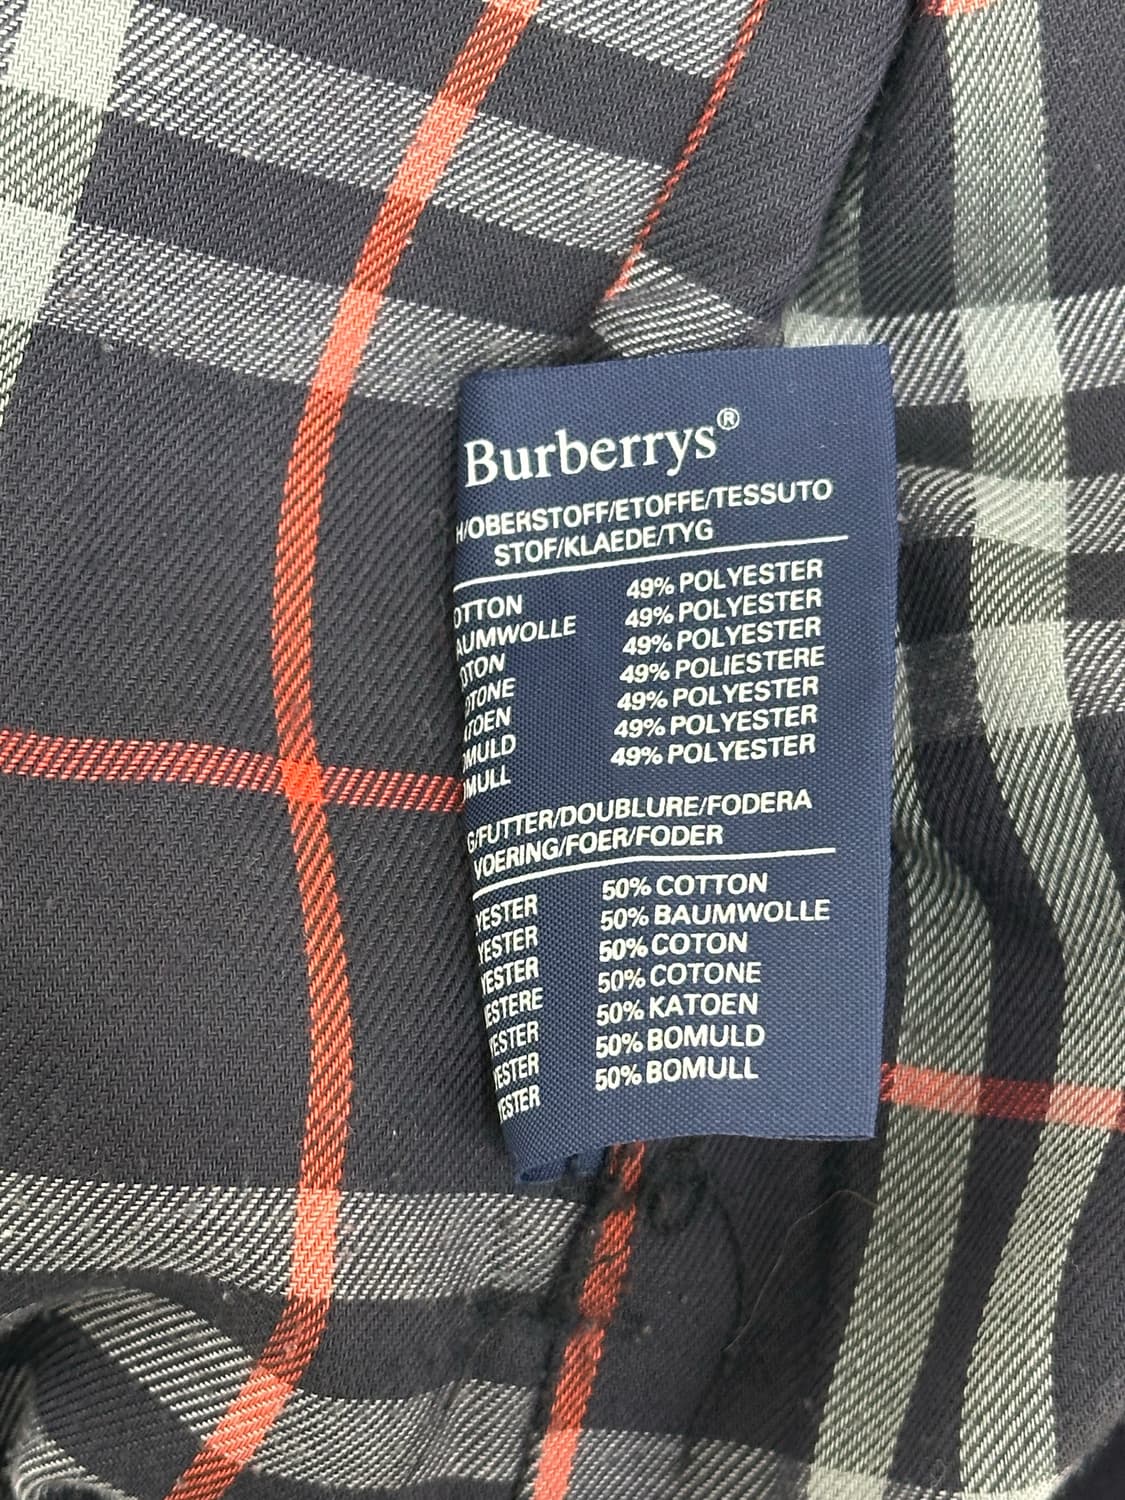 Burberrys®
H/OBERSTOFF/ETOFFE/TESSUTO
STOF/KLAEDE/TYG
OTTON 49% POLYESTER
AUMWOLLE 49% POLYESTER
OTON 49% POLYESTER
OTONE 49% POLIESTERE
ATOEN 49% POLYESTER
OMULD 49% POLYESTER
OMULL 49% POLYESTER
G/FUTTER/DOUBLURE/FODERA
VOERING/FOER/FODER
YESTER 50% COTTON
YESTER 50% BAUMWOLLE
YESTER 50% COTON
ESTERE 50% COTONE
YESTER 50% KATOEN
YESTER 50% BOMULD
YESTER 50% BOMULL